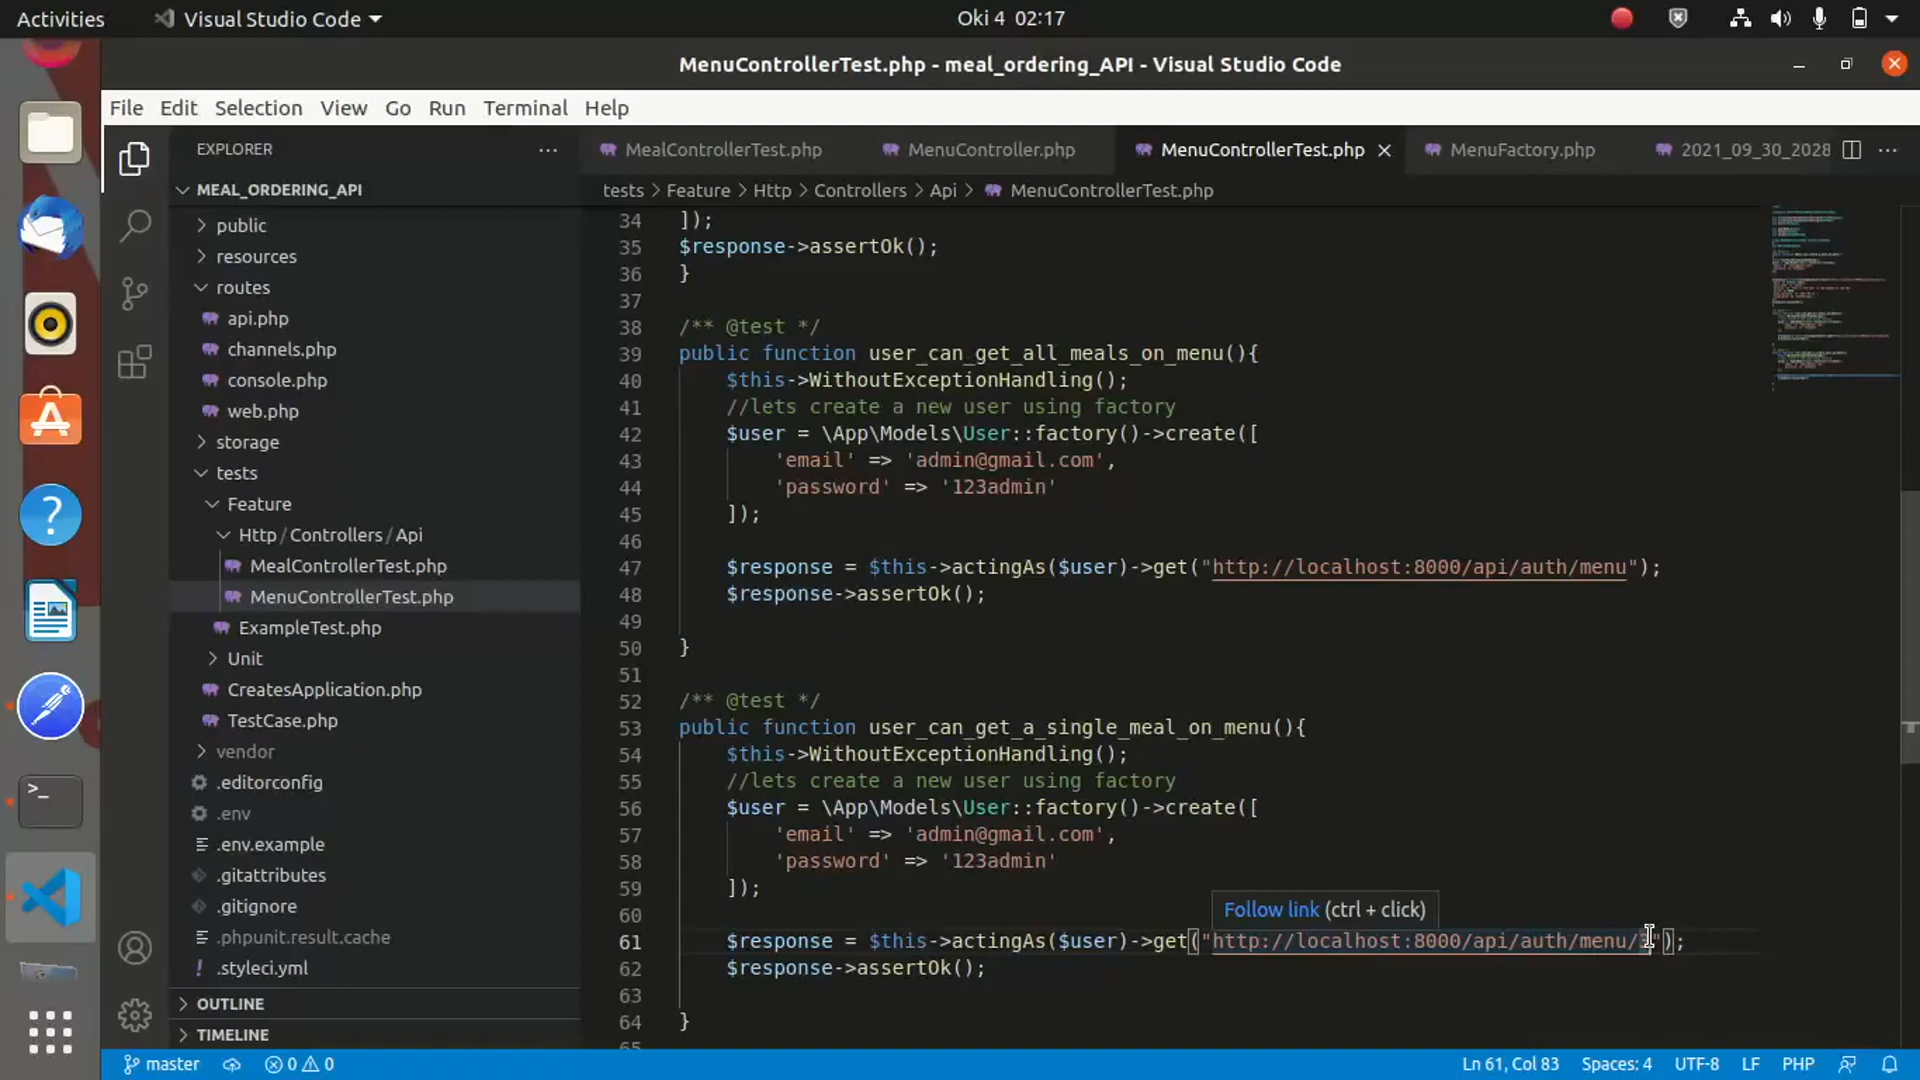 Activities
Visual Studio Code
Oki 4 02:17
MenuControllerTest.php - meal_ordering_API - Visual Studio Code
File Edit Selection View Go Run Terminal Help
EXPLORER
MEAL_ORDERING_API
public
resources
routes
api.php
channels.php
console.php
web.php
storage
tests
Feature
Http / Controllers / Api
MealControllerTest.php
MenuControllerTest.php
ExampleTest.php
Unit
CreatesApplication.php
TestCase.php
vendor
.editorconfig
.env
.env.example
.gitattributes
.gitignore
.phpunit.result.cache
.styleci.yml
OUTLINE
TIMELINE
MealControllerTest.php MenuController.php MenuControllerTest.php MenuFactory.php 2021_09_30_2028
tests > Feature > Http > Controllers > Api > MenuControllerTest.php
34 ]);
35 $response->assertOk();
36 }
37
38 /** @test */
39 public function user_can_get_all_meals_on_menu(){
40 $this->WithoutExceptionHandling();
41 //lets create a new user using factory
42 $user = \App\Models\User::factory()->create([
43 'email' => 'admin@gmail.com',
44 'password' => '123admin'
45 ]);
46
47 $response = $this->actingAs($user)->get("http://localhost:8000/api/auth/menu");
48 $response->assertOk();
49
50 }
51
52 /** @test */
53 public function user_can_get_a_single_meal_on_menu(){
54 $this->WithoutExceptionHandling();
55 //lets create a new user using factory
56 $user = \App\Models\User::factory()->create([
57 'email' => 'admin@gmail.com',
58 'password' => '123admin'
59 ]);
60
Follow link (ctrl + click)
61 $response = $this->actingAs($user)->get("http://localhost:8000/api/auth/menu/3");
62 $response->assertOk();
63
64 }
65
master
0 0
Ln 61, Col 83
Spaces: 4
UTF-8
LF
PHP